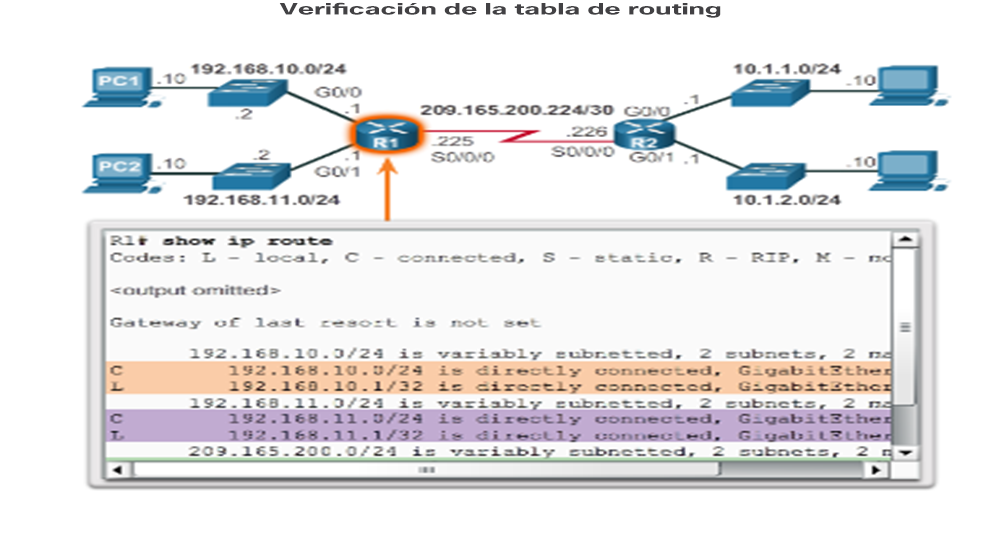 Verificación de la tabla de routing
192.168.10.0/24
10.1.1.0/24
PC1
.10
G0/0
.10
.2
.1
209.165.200.224/30
G0/0
.1
R1
.225
.226
R2
S0/0/0
S0/0/0
G0/1
.1
PC2
.10
.2
.1
G0/1
.10
192.168.11.0/24
10.1.2.0/24
R1# show ip route
Codes: L - local, C - connected, S - static, R - RIP, M - mo
<output omitted>
Gateway of last resort is not set
192.168.10.0/24 is variably subnetted, 2 subnets, 2 ma
C 192.168.10.0/24 is directly connected, GigabitEther
L 192.168.10.1/32 is directly connected, GigabitEther
192.168.11.0/24 is variably subnetted, 2 subnets, 2 ma
C 192.168.11.0/24 is directly connected, GigabitEther
L 192.168.11.1/32 is directly connected, GigabitEther
209.165.200.0/24 is variably subnetted, 2 subnets, 2 m